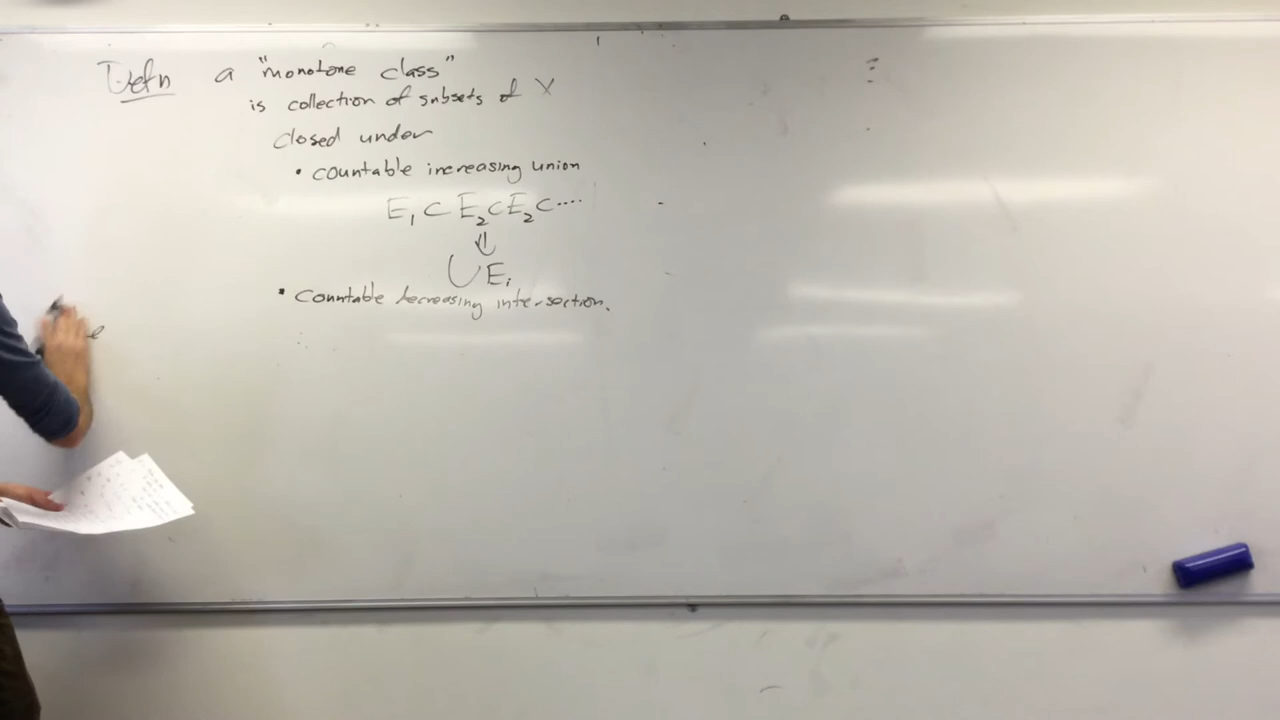 Defn a "monotone class"
is collection of subsets of X
closed under
• countable increasing union
E₁ ⊂ E₂ ⊂ E₂ ⊂ ....
⇓
∪ Eᵢ
• Countable decreasing intersection.